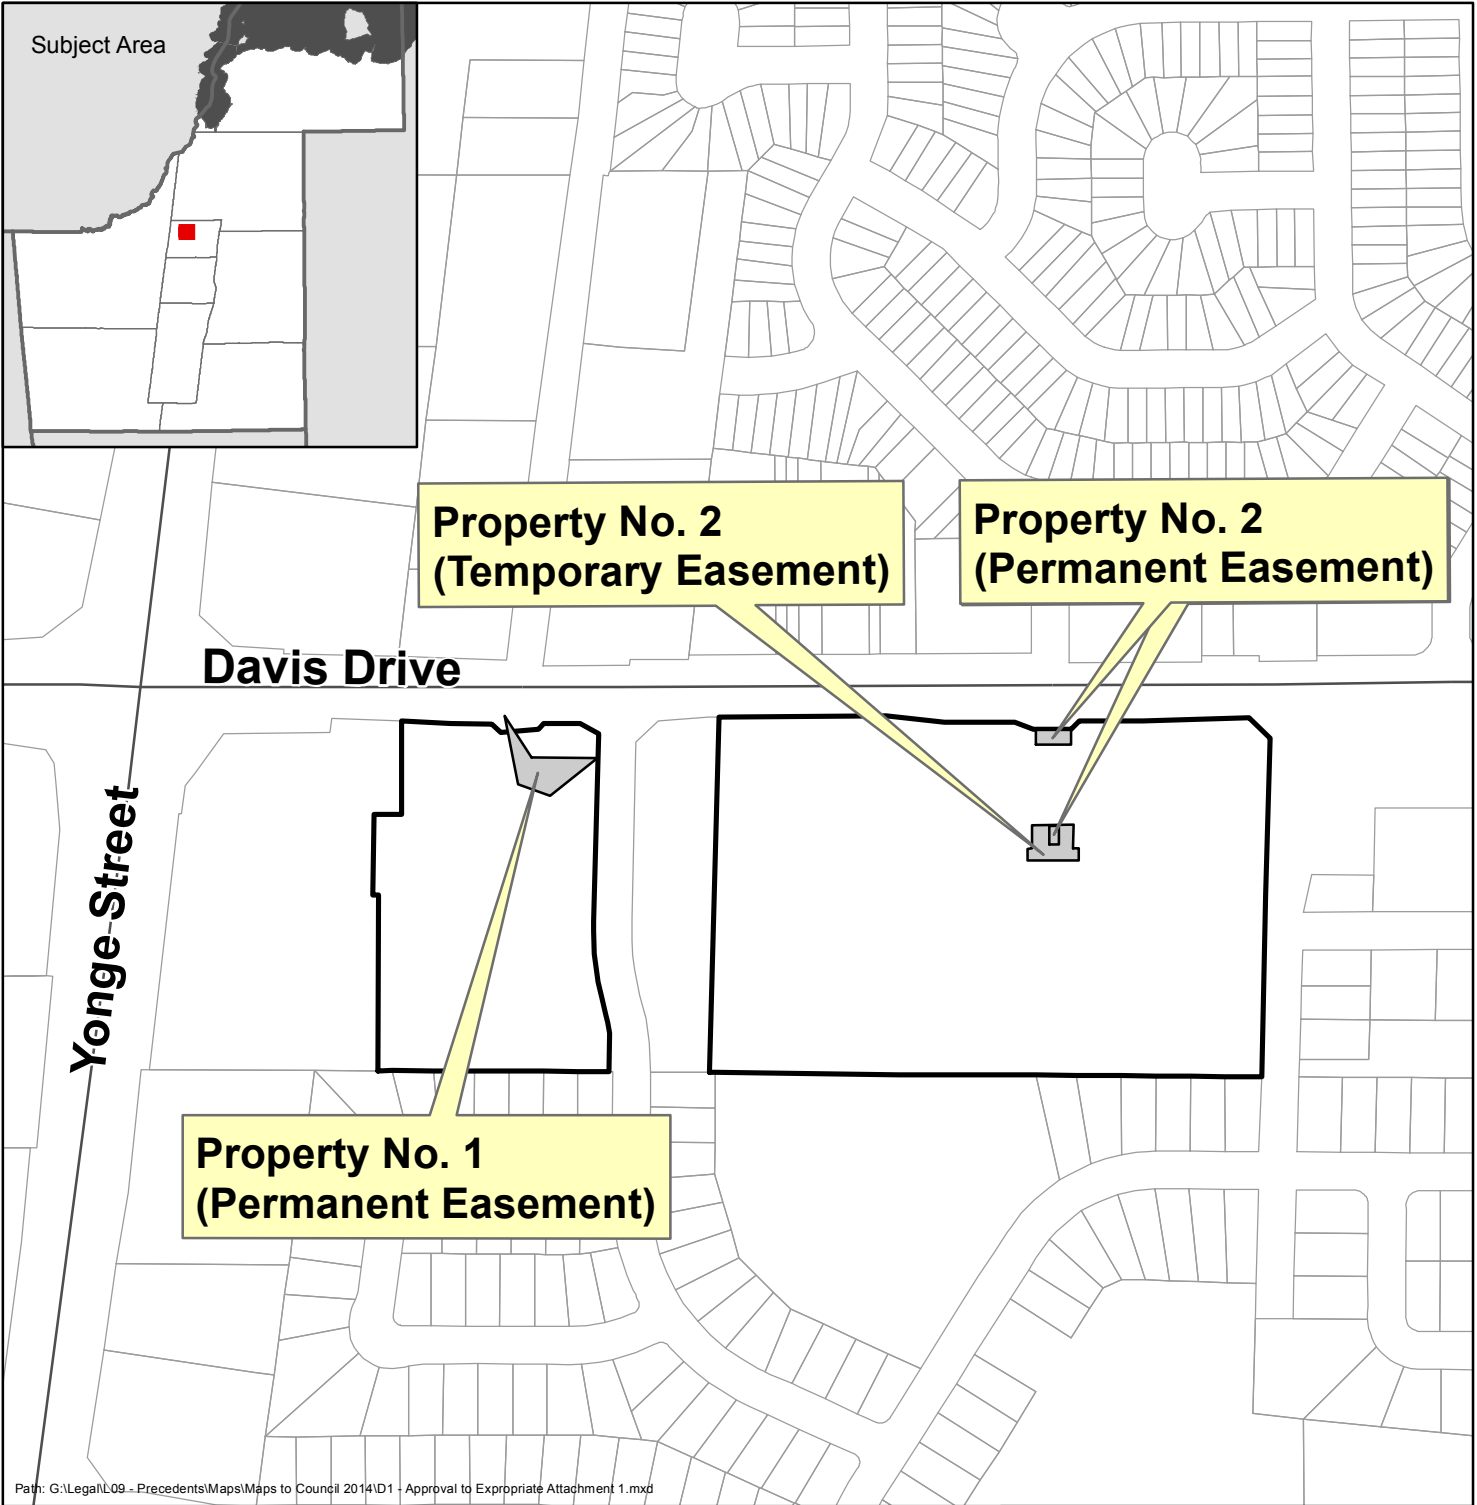 Subject Area
Property No. 2
(Temporary Easement)
Property No. 2
(Permanent Easement)
Davis Drive
Yonge Street
Property No. 1
(Permanent Easement)
Path: G:\Legal\L09 - Precedents\Maps\Maps to Council 2014\D1 - Approval to Expropriate Attachment 1.mxd